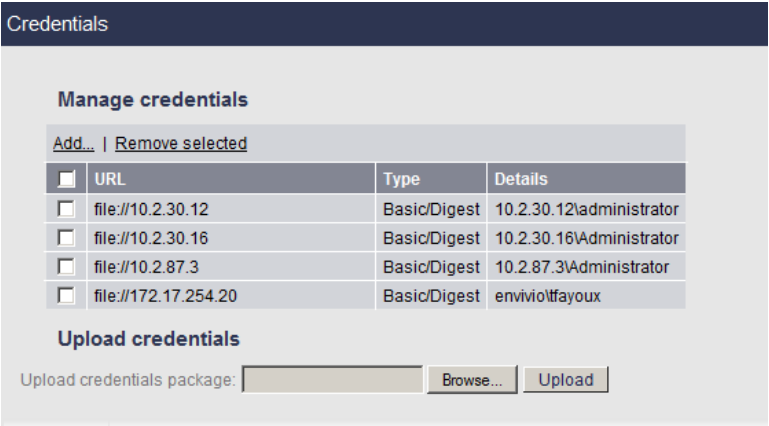 Credentials
Manage credentials
Add... | Remove selected
URL Type Details
file://10.2.30.12 Basic/Digest 10.2.30.12\administrator
file://10.2.30.16 Basic/Digest 10.2.30.16\Administrator
file://10.2.87.3 Basic/Digest 10.2.87.3\Administrator
file://172.17.254.20 Basic/Digest envivio\tfayoux
Upload credentials
Upload credentials package: Browse... Upload